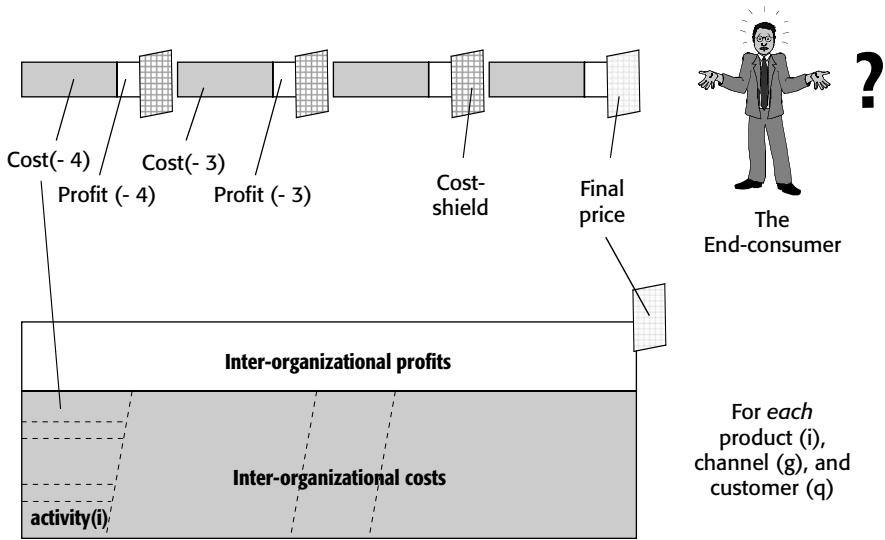 ?
Cost(- 4)
Profit (- 4)
Cost(- 3)
Profit (- 3)
Cost-
shield
Final
price
The
End-consumer
Inter-organizational profits
Inter-organizational costs
activity(i)
For each
product (i),
channel (g), and
customer (q)